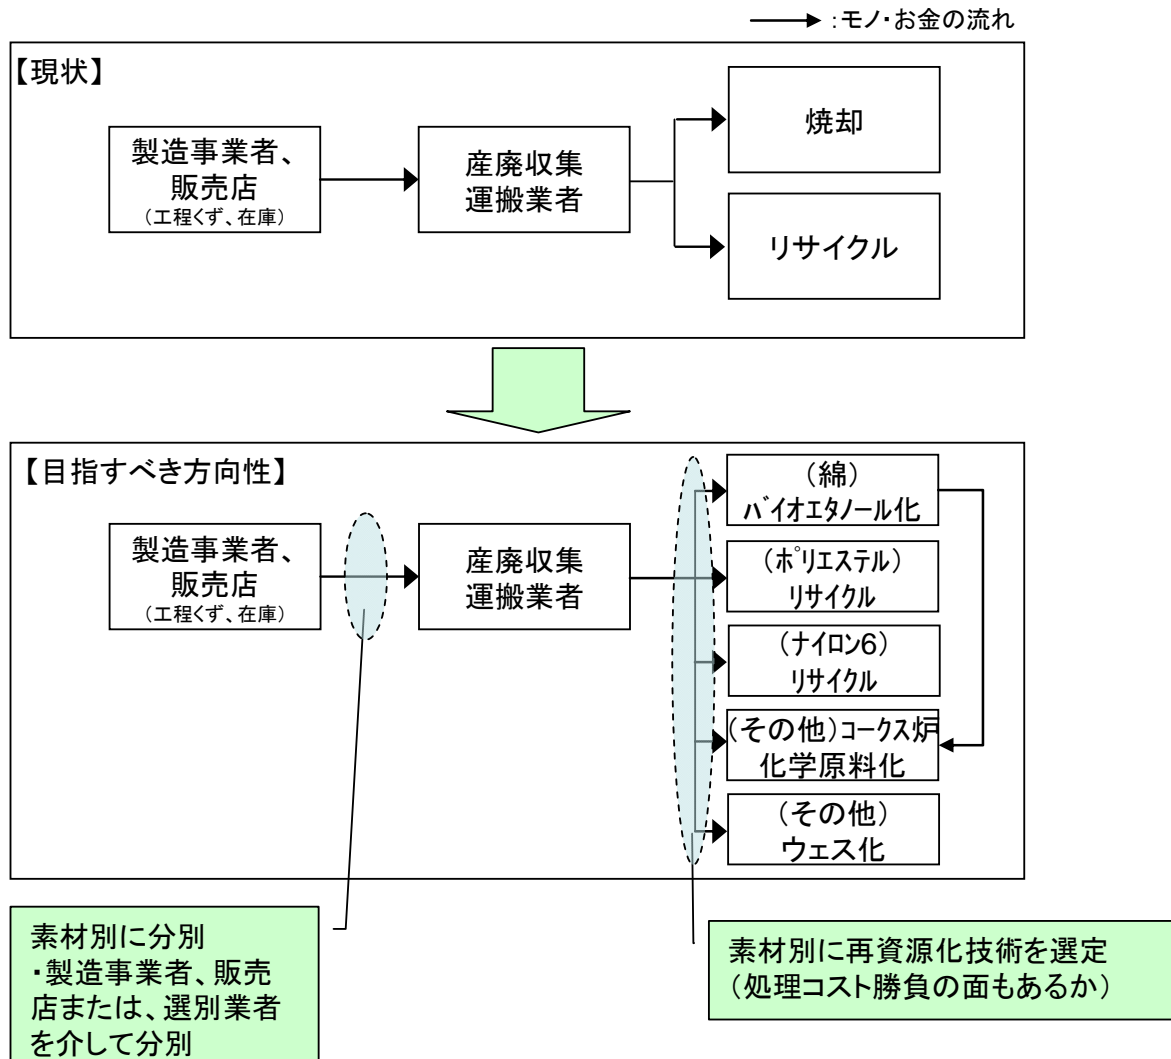 ：モノ・お金の流れ
【現状】
製造事業者、
販売店
（工程くず、在庫）
産廃収集
運搬業者
焼却
リサイクル
【目指すべき方向性】
製造事業者、
販売店
（工程くず、在庫）
産廃収集
運搬業者
（綿）
ﾊﾞｲｵｴﾀﾉｰﾙ化
（ﾎﾟﾘｴｽﾃﾙ）
ﾘｻｲｸﾙ
（ﾅｲﾛﾝ6）
ﾘｻｲｸﾙ
（その他）ｺｰｸｽ炉
化学原料化
（その他）
ウェス化
素材別に分別
・製造事業者、販売
店または、選別業者
を介して分別
素材別に再資源化技術を選定
（処理コスト勝負の面もあるか）